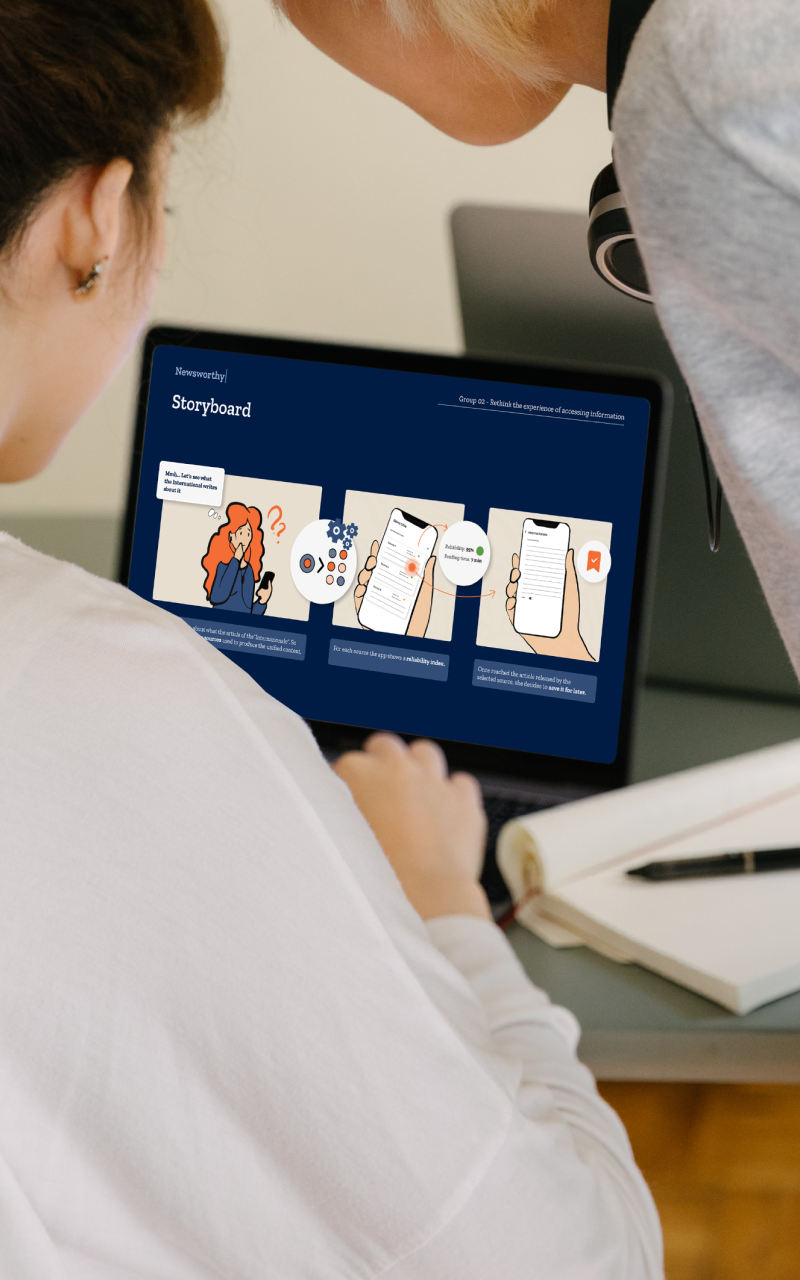 Newsworthy|
Group 02 - Rethink the experience of accessing information
Storyboard
Mmh... Let's see what
the International writes
about it
Reliability: 95%
Reading time: 7 min
about what the article of the "Internazionale". So
sources used to produce the unified content.
For each source the app shows a reliability index.
Once reached the article released by the
selected source, she decides to save it for later.